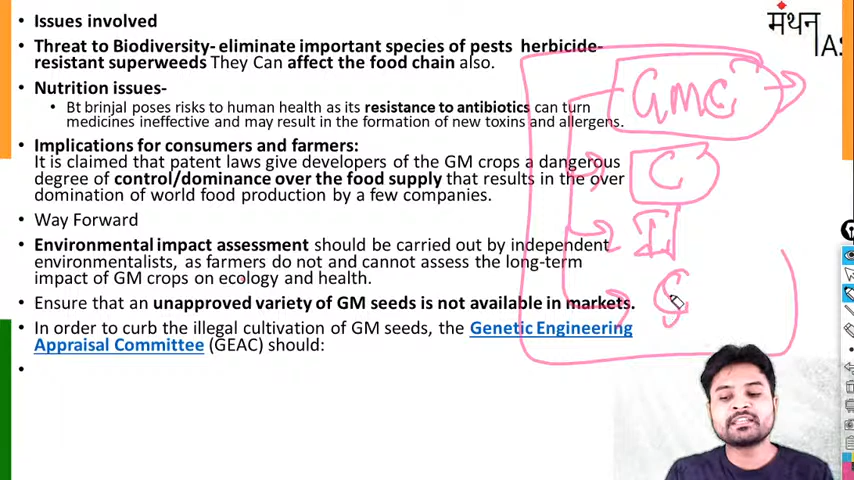 Issues involved
Threat to Biodiversity- eliminate important species of pests herbicide-
resistant superweeds They Can affect the food chain also.
Nutrition issues-
Bt brinjal poses risks to human health as its resistance to antibiotics can turn
medicines ineffective and may result in the formation of new toxins and allergens.
Implications for consumers and farmers:
It is claimed that patent laws give developers of the GM crops a dangerous
degree of control/dominance over the food supply that results in the over
domination of world food production by a few companies.
Way Forward
Environmental impact assessment should be carried out by independent
environmentalists, as farmers do not and cannot assess the long-term
impact of GM crops on ecology and health.
Ensure that an unapproved variety of GM seeds is not available in markets.
In order to curb the illegal cultivation of GM seeds, the Genetic Engineering
Appraisal Committee (GEAC) should:
मंथन
IAS
GMC
C
I